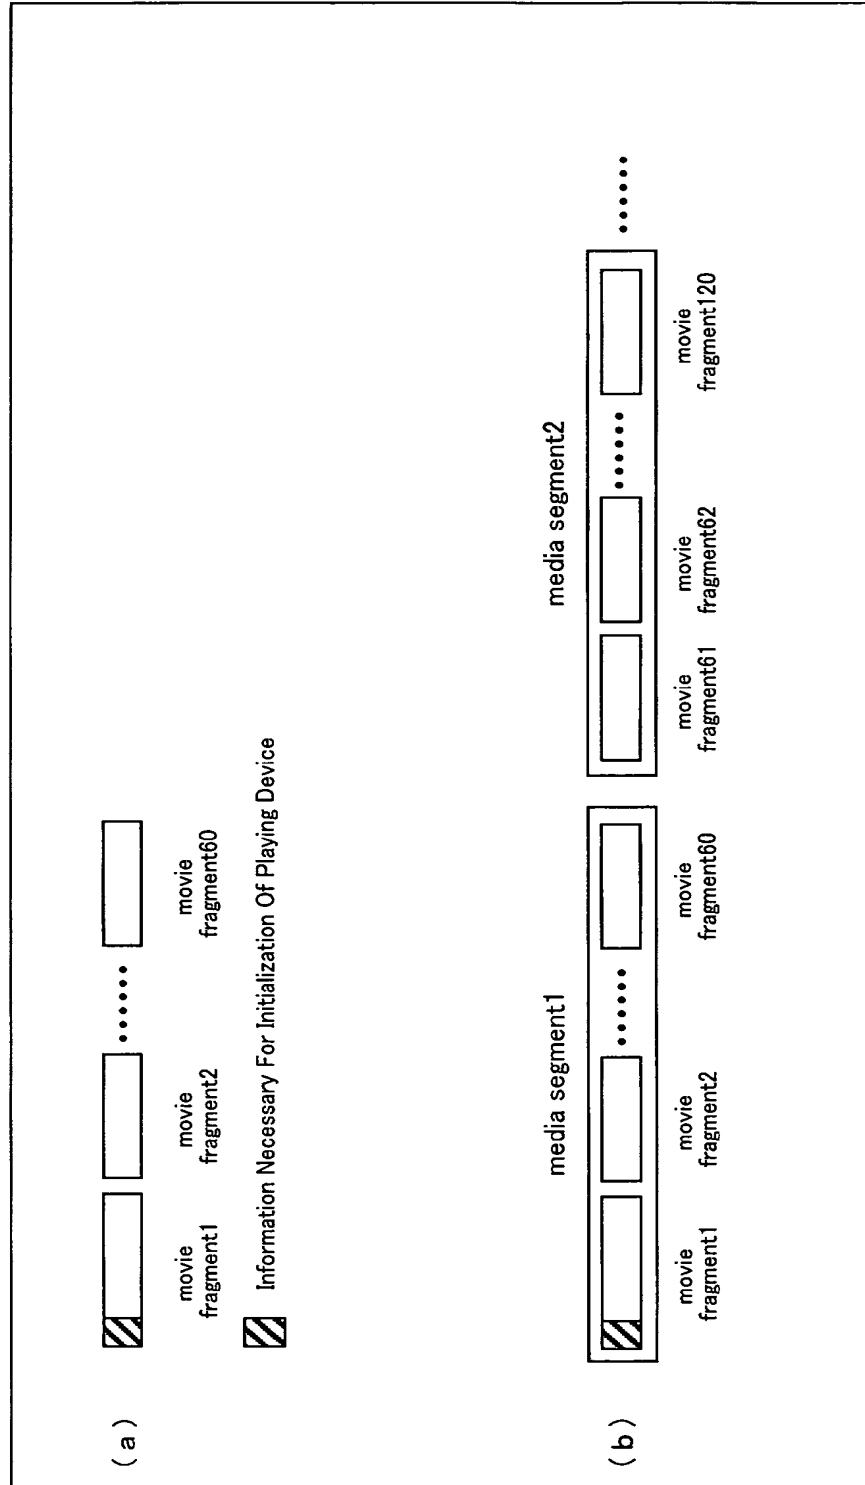 (a)
movie
fragment1
movie
fragment2
••••••
movie
fragment60
Information Necessary For Initialization Of Playing Device
(b)
media segment1
movie
fragment1
movie
fragment2
••••••
movie
fragment60
media segment2
movie
fragment61
movie
fragment62
••••••
movie
fragment120
••••••